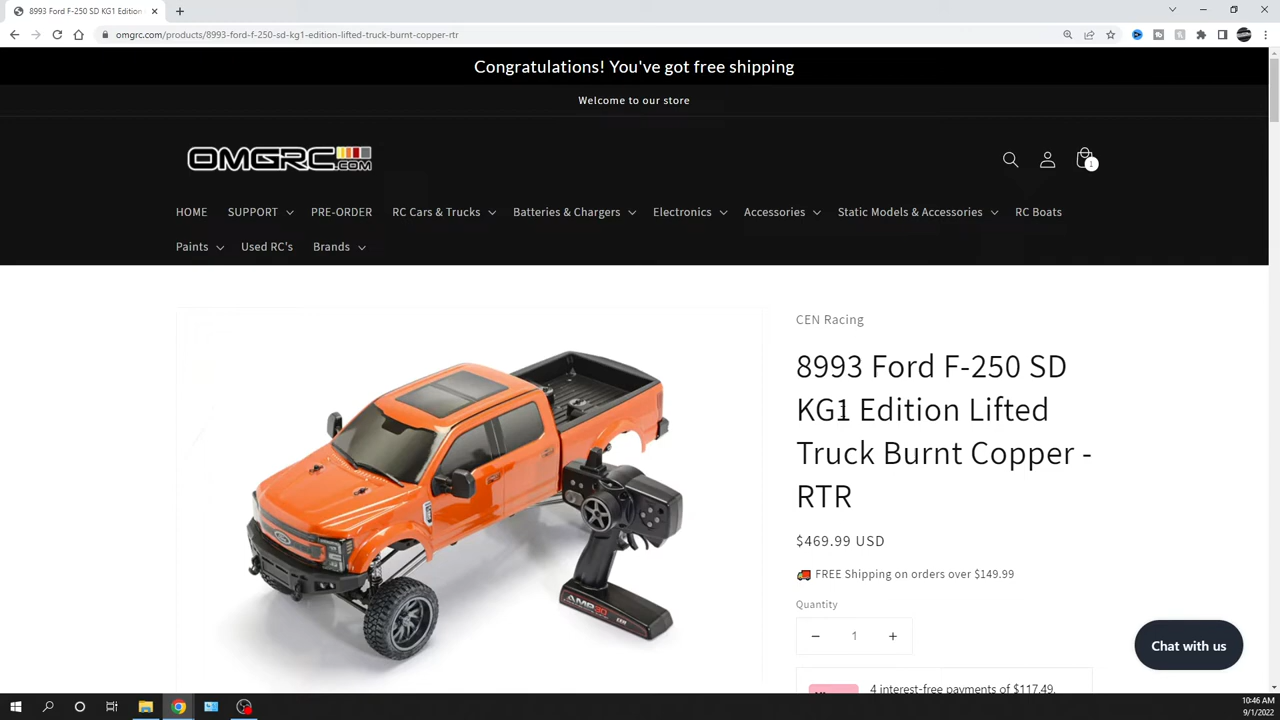 8993 Ford F-250 SD KG1 Edition
omgrc.com/products/8993-ford-f-250-sd-kg1-edition-lifted-truck-burnt-copper-rtr
Congratulations! You've got free shipping
Welcome to our store
OMGRC.COM
1
HOME SUPPORT PRE-ORDER RC Cars & Trucks Batteries & Chargers Electronics Accessories Static Models & Accessories RC Boats
Paints Used RC's Brands
CEN Racing
8993 Ford F-250 SD
KG1 Edition Lifted
Truck Burnt Copper -
RTR
$469.99 USD
FREE Shipping on orders over $149.99
Quantity
1
Chat with us
4 interest-free payments of $117.49.
10:46 AM
9/1/2022